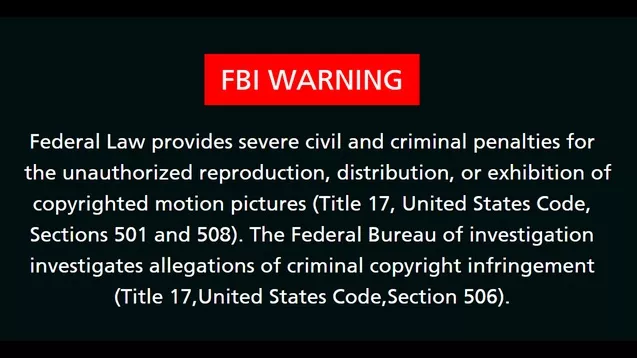 FBI WARNING
Federal Law provides severe civil and criminal penalties for
the unauthorized reproduction, distribution, or exhibition of
copyrighted motion pictures (Title 17, United States Code,
Sections 501 and 508). The Federal Bureau of investigation
investigates allegations of criminal copyright infringement
(Title 17,United States Code,Section 506).